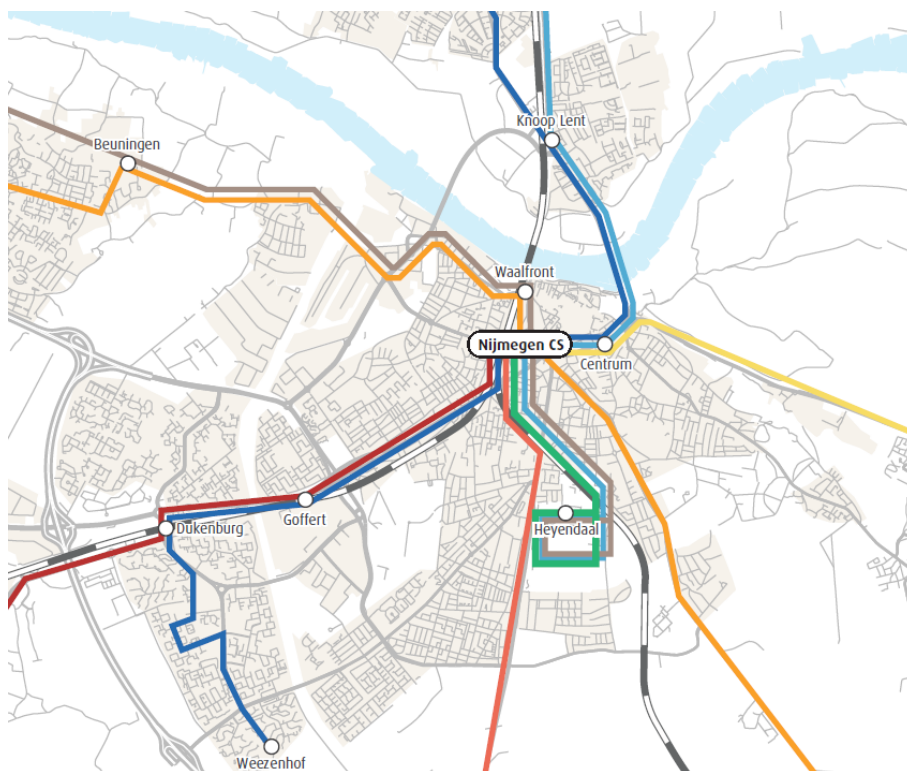 Knoop Lent
Beuningen
Waalfront
Nijmegen CS
Centrum
Goffert
Dukenburg
Heyendaal
Weezenhof